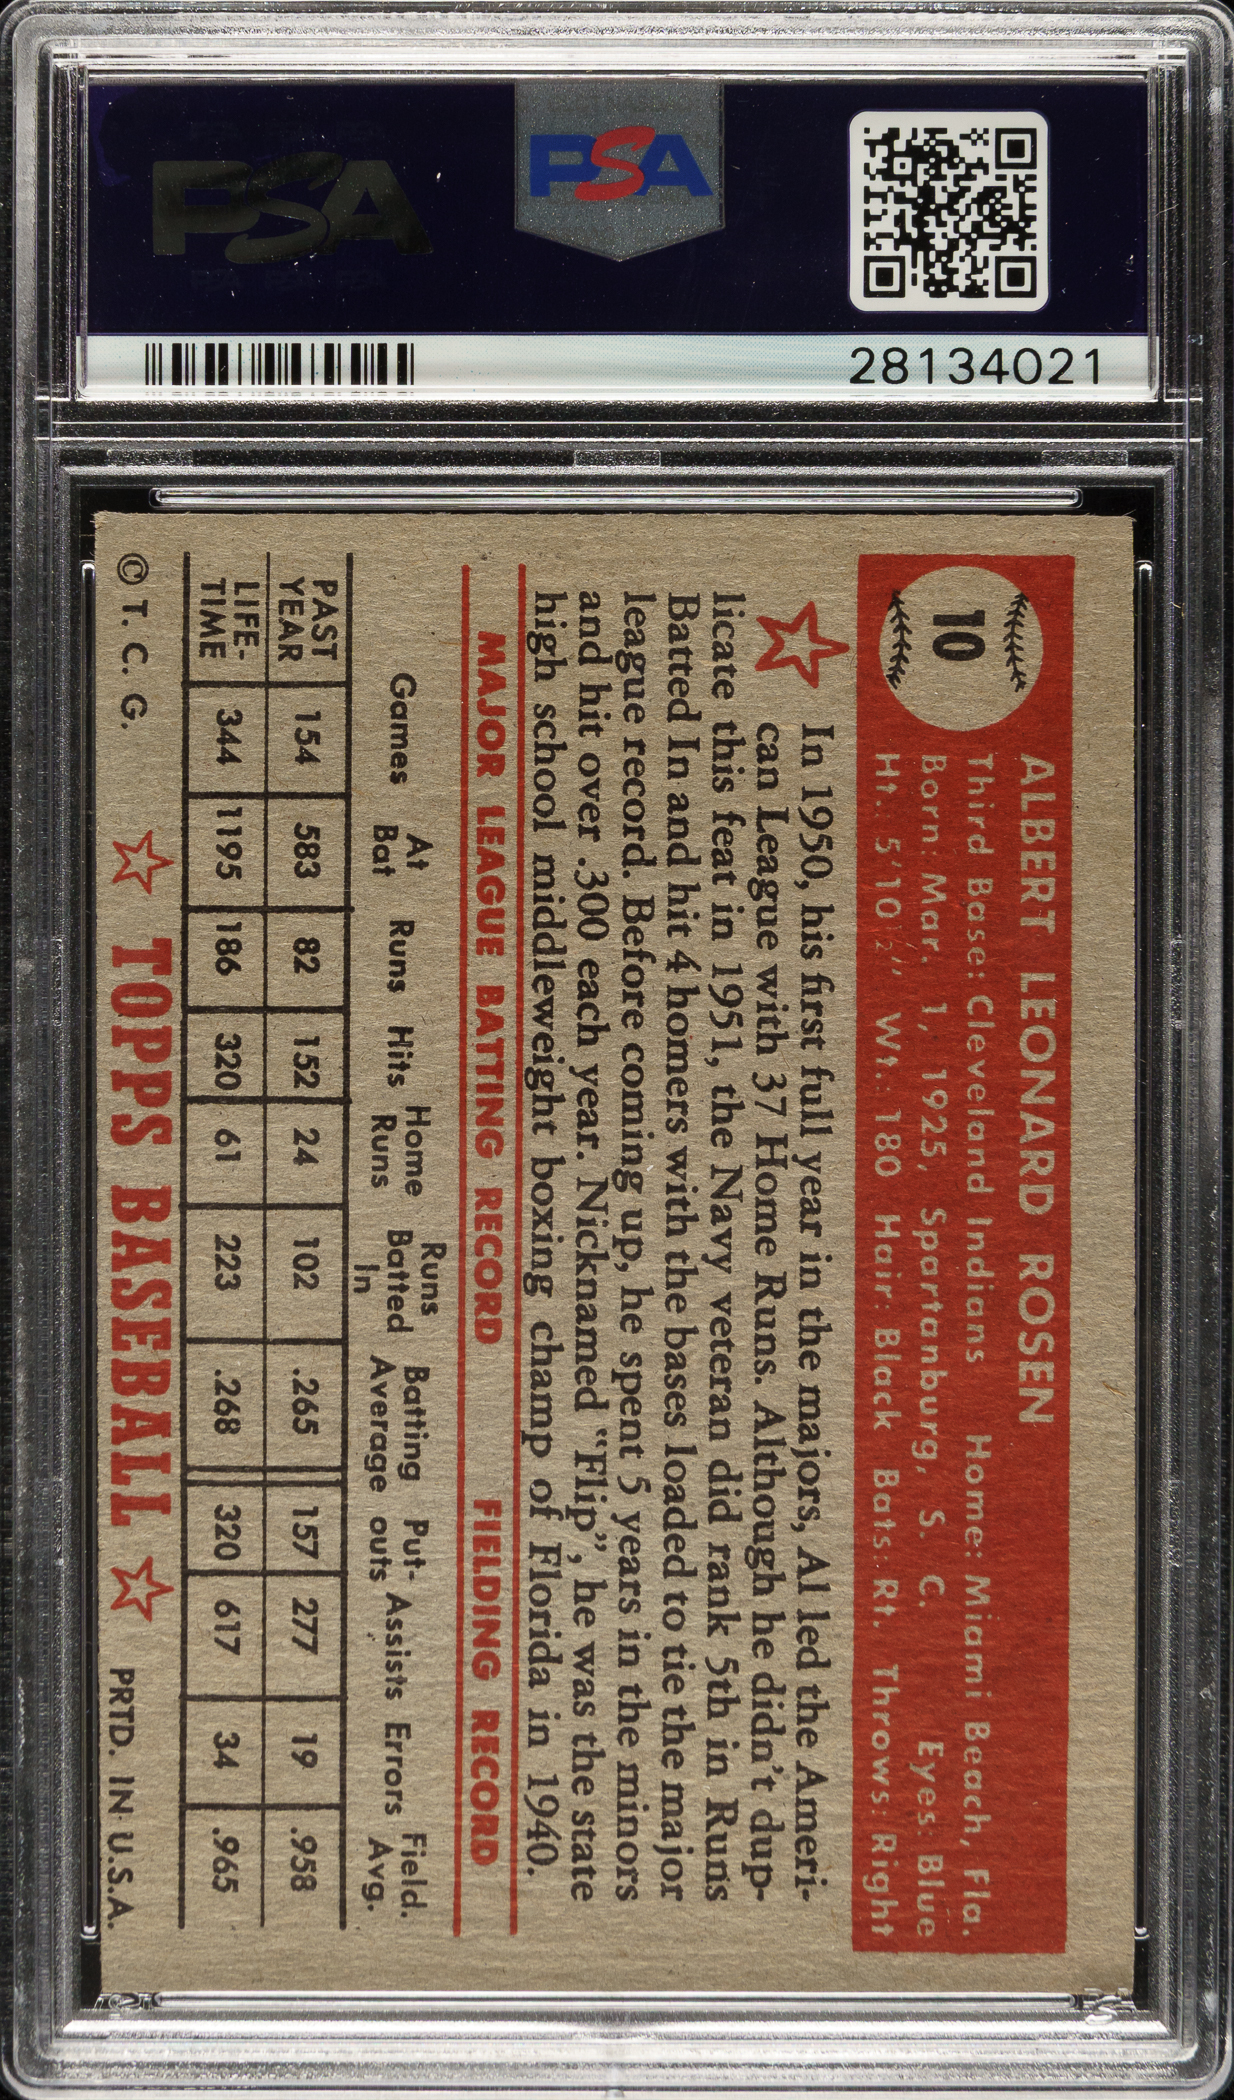 PSA
PSA
28134021
10
ALBERT LEONARD ROSEN
Third Base: Cleveland Indians Home: Miami Beach, Fla.
Born: Mar. 1, 1925, Spartanburg, S. C. Eyes: Blue
Ht.: 5'10½" Wt.: 180 Hair: Black Bats: Rt. Throws: Right
In 1950, his first full year in the majors, Al led the Ameri-
can League with 37 Home Runs. Although he didn't dup-
licate this feat in 1951, the Navy veteran did rank 5th in Runs
Batted In and hit 4 homers with the bases loaded to tie the major
league record. Before coming up, he spent 5 years in the minors
and hit over .300 each year. Nicknamed "Flip", he was the state
high school middleweight boxing champ of Florida in 1940.
MAJOR LEAGUE BATTING RECORD FIELDING RECORD
Games At Bat Runs Hits Home Runs Runs Batted In Batting Average Put-outs Assists Errors Field. Avg.
PAST YEAR 154 583 82 152 24 102 .265 157 277 19 .958
LIFE-TIME 344 1195 186 320 61 223 .268 320 617 34 .965
© T. C. G. TOPPS BASEBALL PRTD. IN U.S.A.